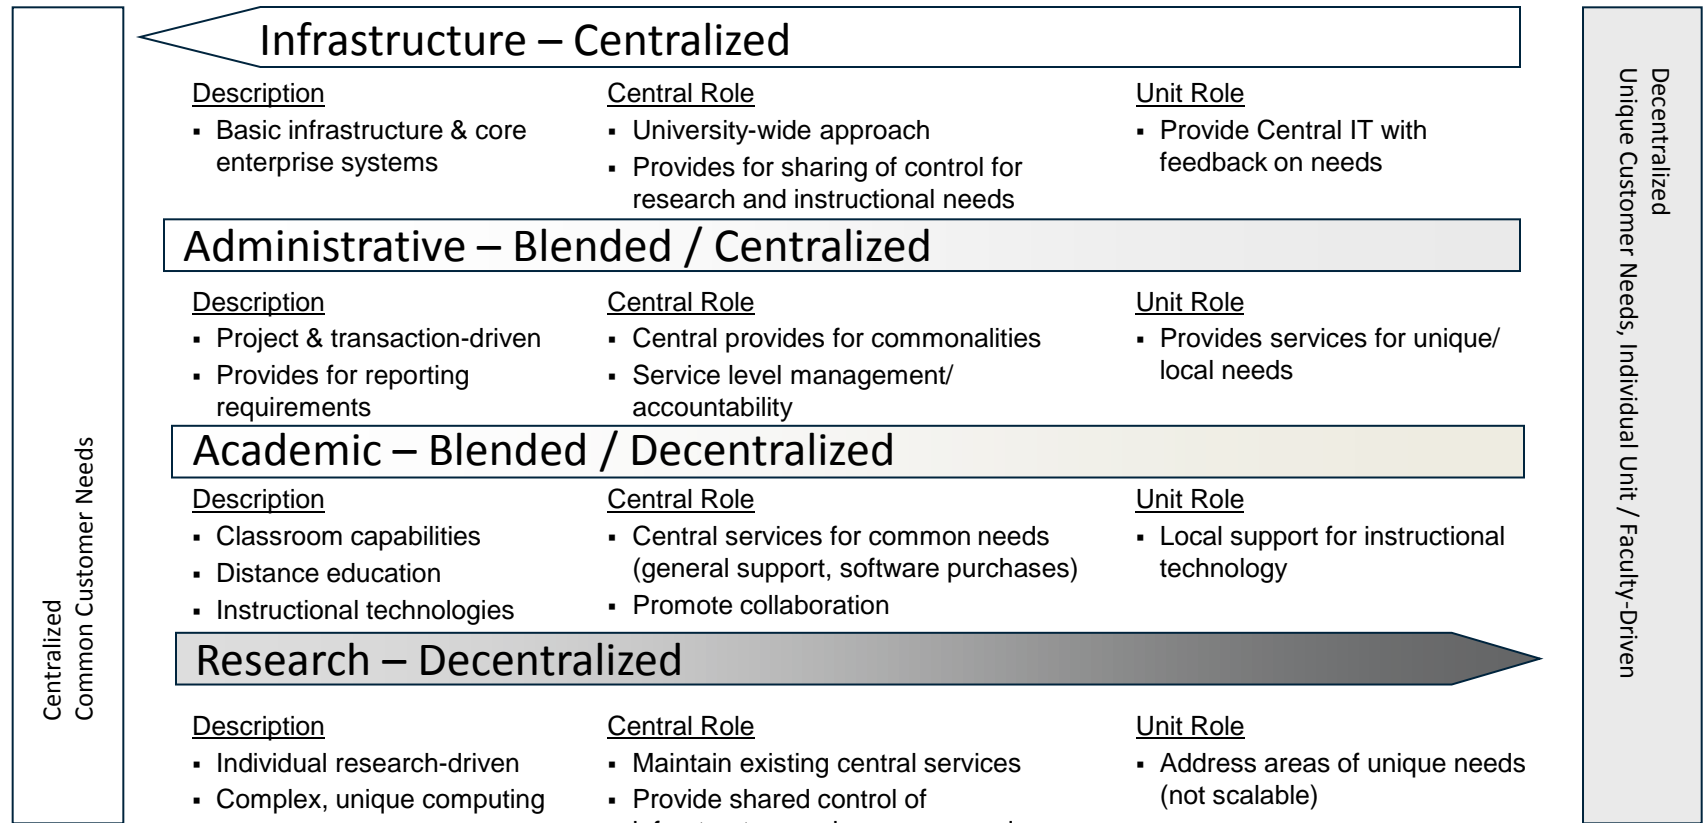 Centralized
Common Customer Needs
Infrastructure – Centralized
Description
▪ Basic infrastructure & core
enterprise systems
Central Role
▪ University-wide approach
▪ Provides for sharing of control for
research and instructional needs
Unit Role
▪ Provide Central IT with
feedback on needs
Administrative – Blended / Centralized
Description
▪ Project & transaction-driven
▪ Provides for reporting
requirements
Central Role
▪ Central provides for commonalities
▪ Service level management/
accountability
Unit Role
▪ Provides services for unique/
local needs
Academic – Blended / Decentralized
Description
▪ Classroom capabilities
▪ Distance education
▪ Instructional technologies
Central Role
▪ Central services for common needs
(general support, software purchases)
▪ Promote collaboration
Unit Role
▪ Local support for instructional
technology
Research – Decentralized
Description
▪ Individual research-driven
▪ Complex, unique computing
Central Role
▪ Maintain existing central services
▪ Provide shared control of
Unit Role
▪ Address areas of unique needs
(not scalable)
Decentralized
Unique Customer Needs, Individual Unit / Faculty-Driven